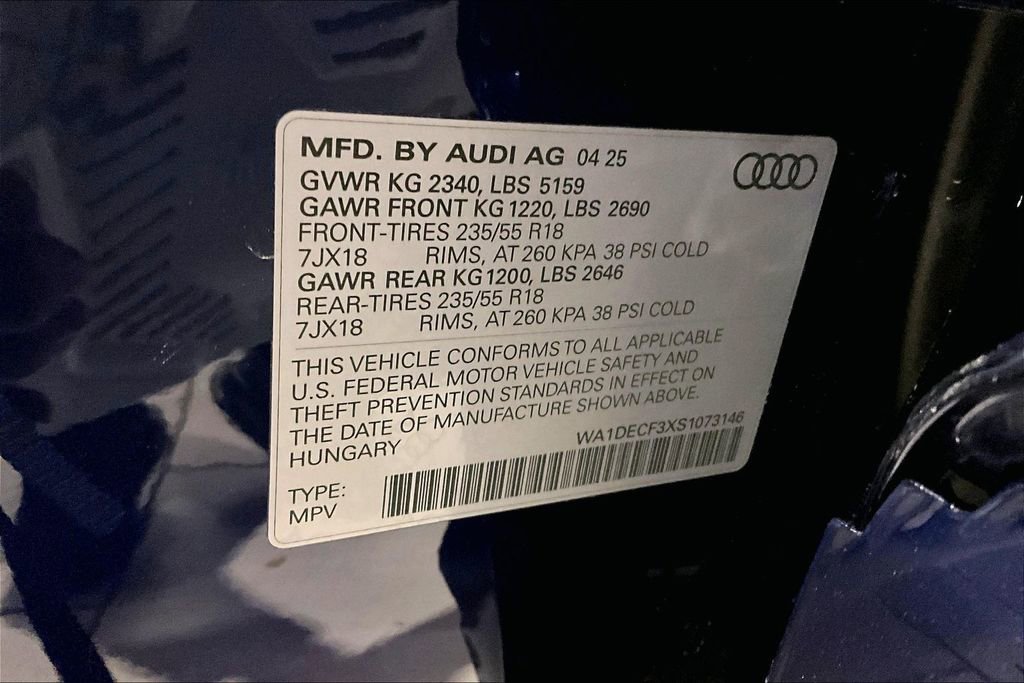 MFD. BY AUDI AG 04 25
GVWR KG 2340, LBS 5159
GAWR FRONT KG 1220, LBS 2690
FRONT-TIRES 235/55 R18
7JX18 RIMS, AT 260 KPA 38 PSI COLD
GAWR REAR KG 1200, LBS 2646
REAR-TIRES 235/55 R18
7JX18 RIMS, AT 260 KPA 38 PSI COLD
THIS VEHICLE CONFORMS TO ALL APPLICABLE
U.S. FEDERAL MOTOR VEHICLE SAFETY AND
THEFT PREVENTION STANDARDS IN EFFECT ON
THE DATE OF MANUFACTURE SHOWN ABOVE.
HUNGARY WA1DECF3XS1073146
TYPE:
MPV